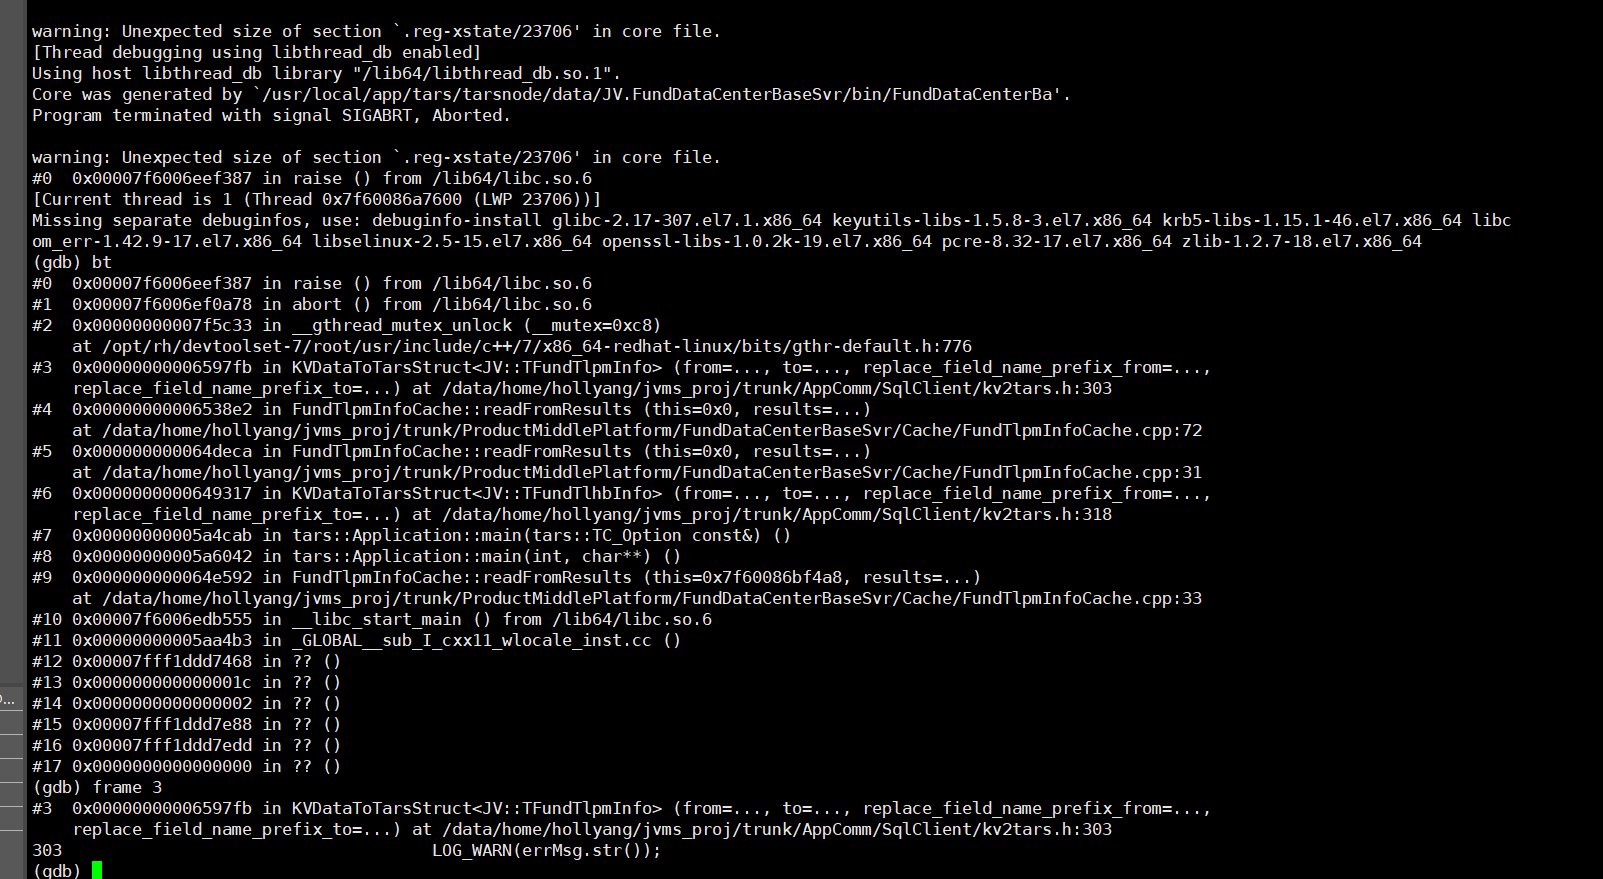 warning: Unexpected size of section `.reg-xstate/23706' in core file.
[Thread debugging using libthread_db enabled]
Using host libthread_db library "/lib64/libthread_db.so.1".
Core was generated by `/usr/local/app/tars/tarsnode/data/JV.FundDataCenterBaseSvr/bin/FundDataCenterBa'.
Program terminated with signal SIGABRT, Aborted.
warning: Unexpected size of section `.reg-xstate/23706' in core file.
#0  0x00007f6006eef387 in raise () from /lib64/libc.so.6
[Current thread is 1 (Thread 0x7f60086a7600 (LWP 23706))]
Missing separate debuginfos, use: debuginfo-install glibc-2.17-307.el7.1.x86_64 keyutils-libs-1.5.8-3.el7.x86_64 krb5-libs-1.15.1-46.el7.x86_64 libc
om_err-1.42.9-17.el7.x86_64 libselinux-2.5-15.el7.x86_64 openssl-libs-1.0.2k-19.el7.x86_64 pcre-8.32-17.el7.x86_64 zlib-1.2.7-18.el7.x86_64
(gdb) bt
#0  0x00007f6006eef387 in raise () from /lib64/libc.so.6
#1  0x00007f6006ef0a78 in abort () from /lib64/libc.so.6
#2  0x00000000007f5c33 in __gthread_mutex_unlock (__mutex=0xc8)
    at /opt/rh/devtoolset-7/root/usr/include/c++/7/x86_64-redhat-linux/bits/gthr-default.h:776
#3  0x00000000006597fb in KVDataToTarsStruct<JV::TFundTlpmInfo> (from=..., to=..., replace_field_name_prefix_from=...,
    replace_field_name_prefix_to=...) at /data/home/hollyang/jvms_proj/trunk/AppComm/SqlClient/kv2tars.h:303
#4  0x00000000006538e2 in FundTlpmInfoCache::readFromResults (this=0x0, results=...)
    at /data/home/hollyang/jvms_proj/trunk/ProductMiddlePlatform/FundDataCenterBaseSvr/Cache/FundTlpmInfoCache.cpp:72
#5  0x000000000064deca in FundTlpmInfoCache::readFromResults (this=0x0, results=...)
    at /data/home/hollyang/jvms_proj/trunk/ProductMiddlePlatform/FundDataCenterBaseSvr/Cache/FundTlpmInfoCache.cpp:31
#6  0x0000000000649317 in KVDataToTarsStruct<JV::TFundTlhbInfo> (from=..., to=..., replace_field_name_prefix_from=...,
    replace_field_name_prefix_to=...) at /data/home/hollyang/jvms_proj/trunk/AppComm/SqlClient/kv2tars.h:318
#7  0x00000000005a4cab in tars::Application::main(tars::TC_Option const&) ()
#8  0x00000000005a6042 in tars::Application::main(int, char**) ()
#9  0x000000000064e592 in FundTlpmInfoCache::readFromResults (this=0x7f60086bf4a8, results=...)
    at /data/home/hollyang/jvms_proj/trunk/ProductMiddlePlatform/FundDataCenterBaseSvr/Cache/FundTlpmInfoCache.cpp:33
#10 0x00007f6006edb555 in __libc_start_main () from /lib64/libc.so.6
#11 0x00000000005aa4b3 in _GLOBAL__sub_I_cxx11_wlocale_inst.cc ()
#12 0x00007fff1ddd7468 in ?? ()
#13 0x000000000000001c in ?? ()
#14 0x0000000000000002 in ?? ()
#15 0x00007fff1ddd7e88 in ?? ()
#16 0x00007fff1ddd7edd in ?? ()
#17 0x0000000000000000 in ?? ()
(gdb) frame 3
#3  0x00000000006597fb in KVDataToTarsStruct<JV::TFundTlpmInfo> (from=..., to=..., replace_field_name_prefix_from=...,
    replace_field_name_prefix_to=...) at /data/home/hollyang/jvms_proj/trunk/AppComm/SqlClient/kv2tars.h:303
303                                     LOG_WARN(errMsg.str());
(gdb)